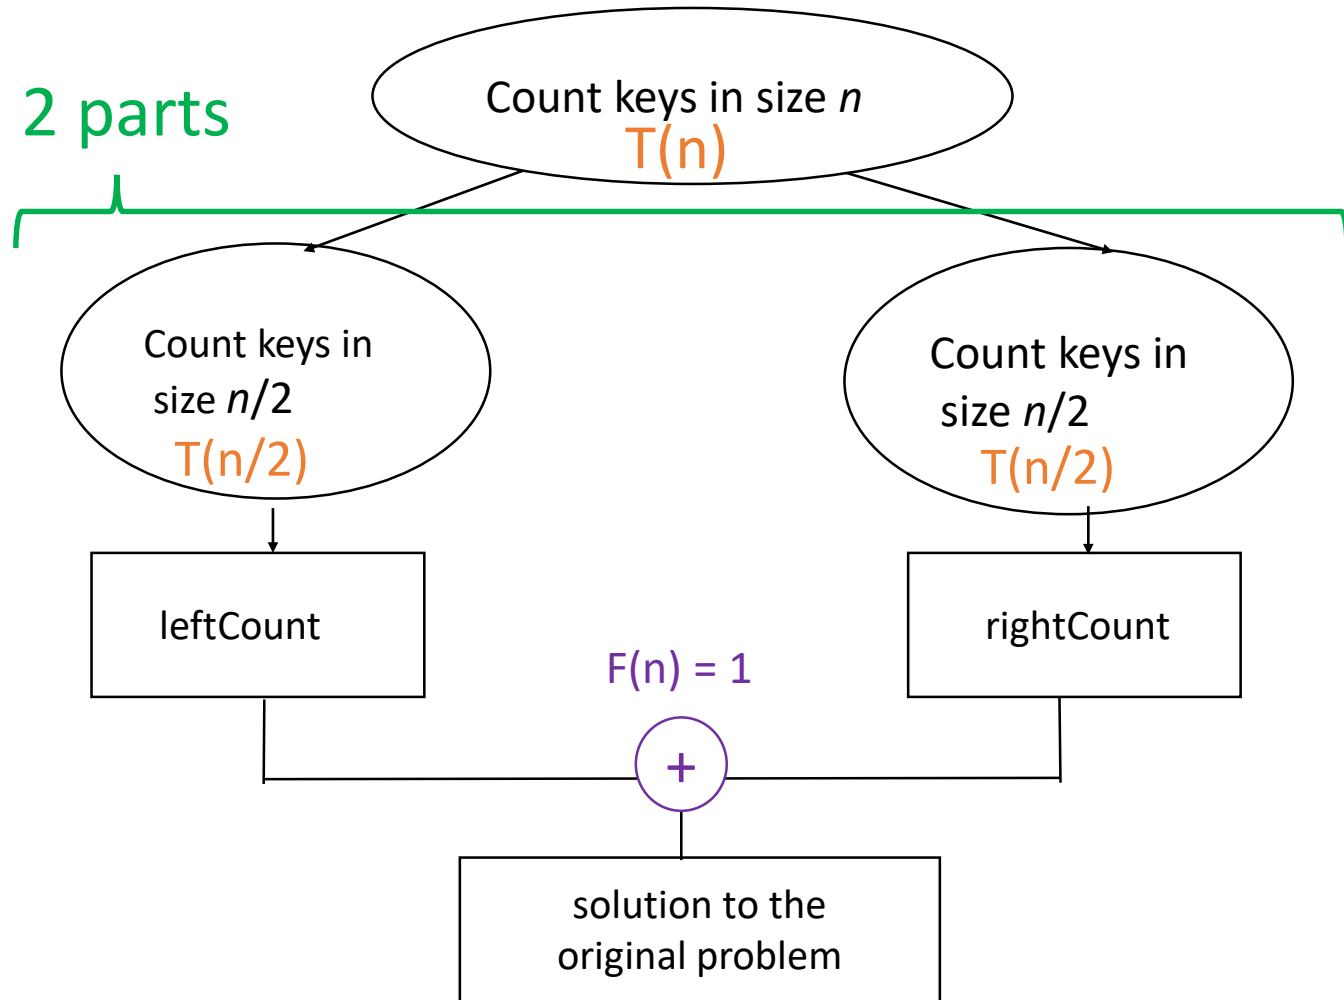 Count keys in size n
T(n)
2 parts
Count keys in
size n/2
T(n/2)
Count keys in
size n/2
T(n/2)
leftCount
rightCount
F(n) = 1
+
solution to the
original problem